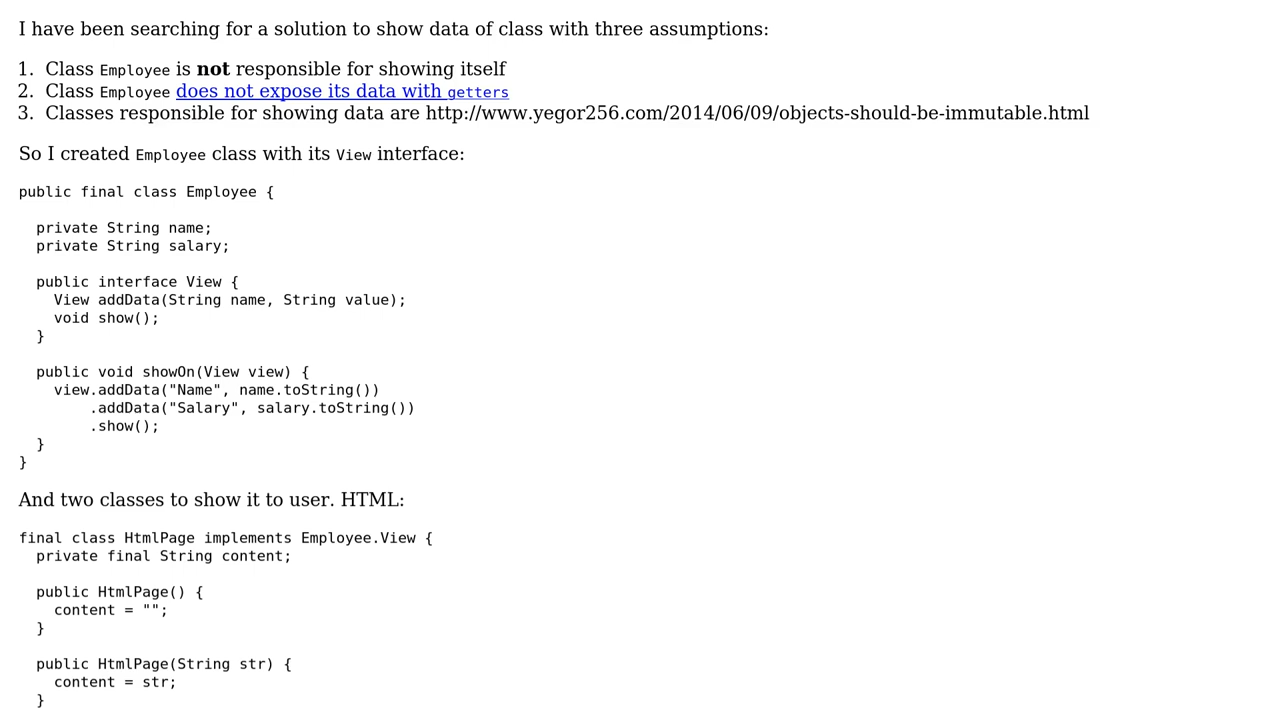 I have been searching for a solution to show data of class with three assumptions:
1. Class Employee is not responsible for showing itself
2. Class Employee does not expose its data with getters
3. Classes responsible for showing data are http://www.yegor256.com/2014/06/09/objects-should-be-immutable.html
So I created Employee class with its View interface:
public final class Employee {
  private String name;
  private String salary;
  public interface View {
    View addData(String name, String value);
    void show();
  }
  public void showOn(View view) {
    view.addData("Name", name.toString())
        .addData("Salary", salary.toString())
        .show();
  }
}
And two classes to show it to user. HTML:
final class HtmlPage implements Employee.View {
  private final String content;
  public HtmlPage() {
    content = "";
  }
  public HtmlPage(String str) {
    content = str;
  }